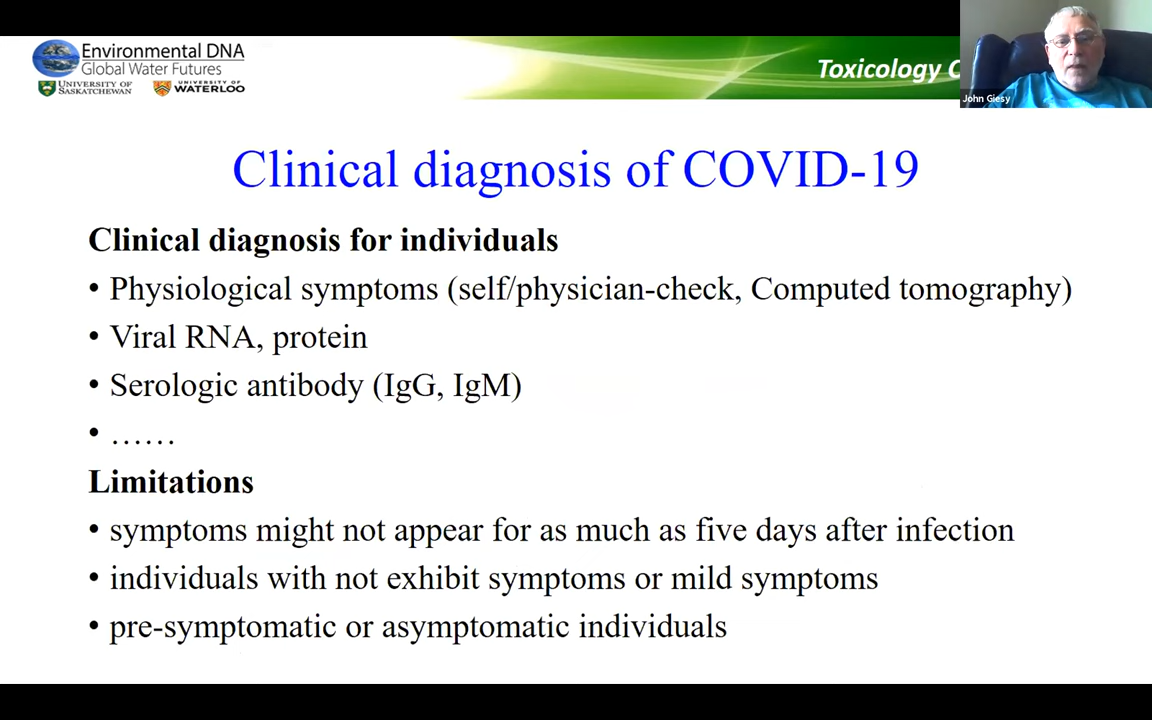 Environmental DNA
Global Water Futures
UNIVERSITY OF SASKATCHEWAN
UNIVERSITY OF WATERLOO
Toxicology C
John Giesy
Clinical diagnosis of COVID-19
Clinical diagnosis for individuals
• Physiological symptoms (self/physician-check, Computed tomography)
• Viral RNA, protein
• Serologic antibody (IgG, IgM)
• ……
Limitations
• symptoms might not appear for as much as five days after infection
• individuals with not exhibit symptoms or mild symptoms
• pre-symptomatic or asymptomatic individuals